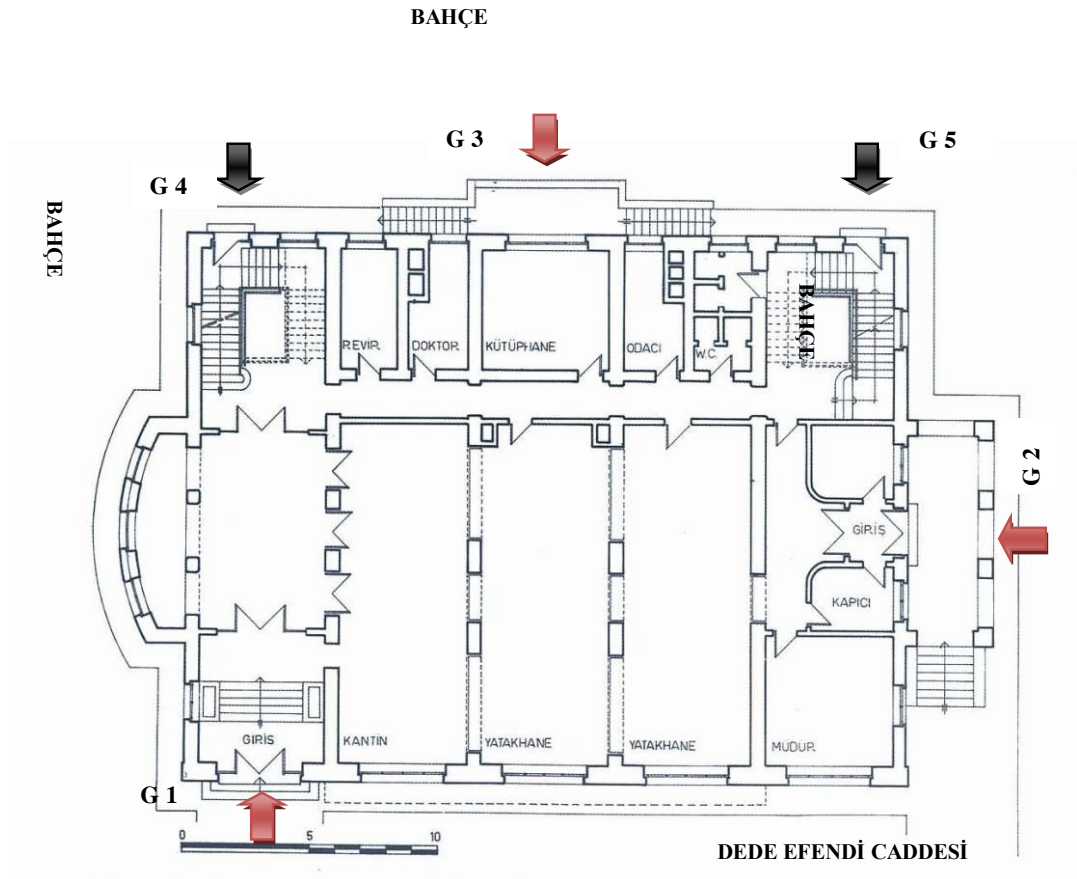 BAHÇE
G 3
G 5
G 4
BAHÇE
BAHÇE
REVİR
DOKTOR
KÜTÜPHANE
ODACI
W.C.
G 2
GİRİŞ
KAPICI
GİRİŞ
KANTİN
YATAKHANE
YATAKHANE
MÜDÜR
G 1
0 5 10
DEDE EFENDİ CADDESİ